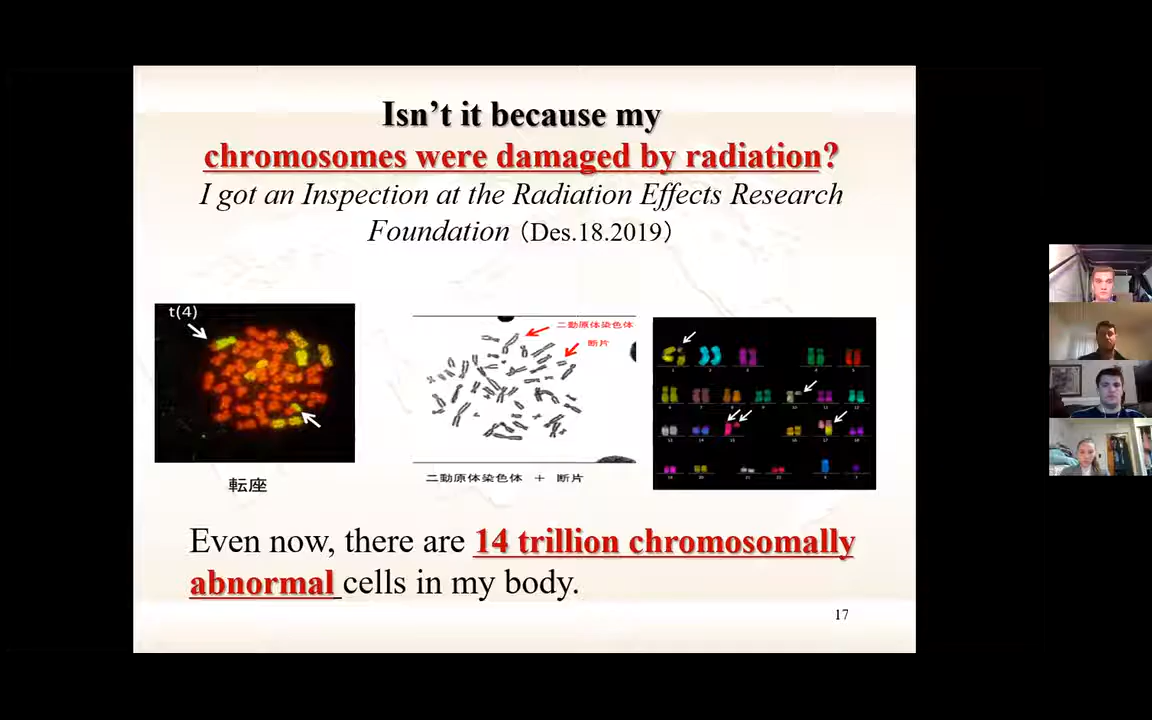 Isn't it because my
chromosomes were damaged by radiation?
I got an Inspection at the Radiation Effects Research
Foundation（Des.18.2019）
t(4)
二動原体染色体
断片
転座
二動原体染色体 ＋ 断片
Even now, there are 14 trillion chromosomally
abnormal cells in my body.
17